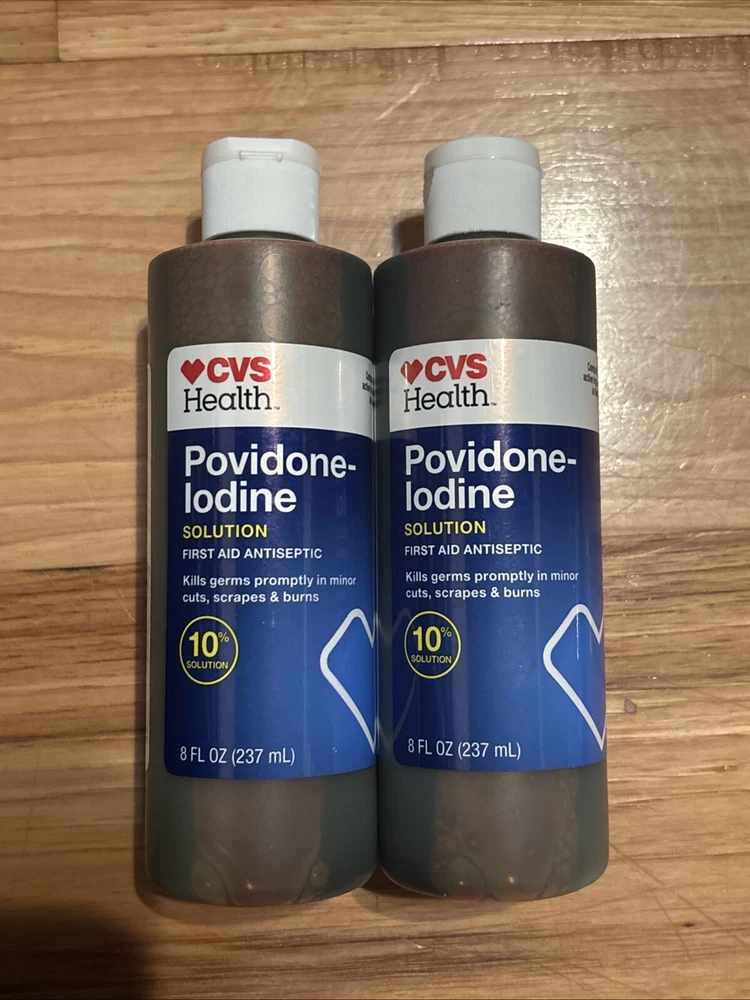 CVS
Health™
Povidone-
Iodine
SOLUTION
FIRST AID ANTISEPTIC
Kills germs promptly in minor
cuts, scrapes & burns
10%
SOLUTION
8 FL OZ (237 mL)
CVS
Health™
Povidone-
Iodine
SOLUTION
FIRST AID ANTISEPTIC
Kills germs promptly in minor
cuts, scrapes & burns
10%
SOLUTION
8 FL OZ (237 mL)